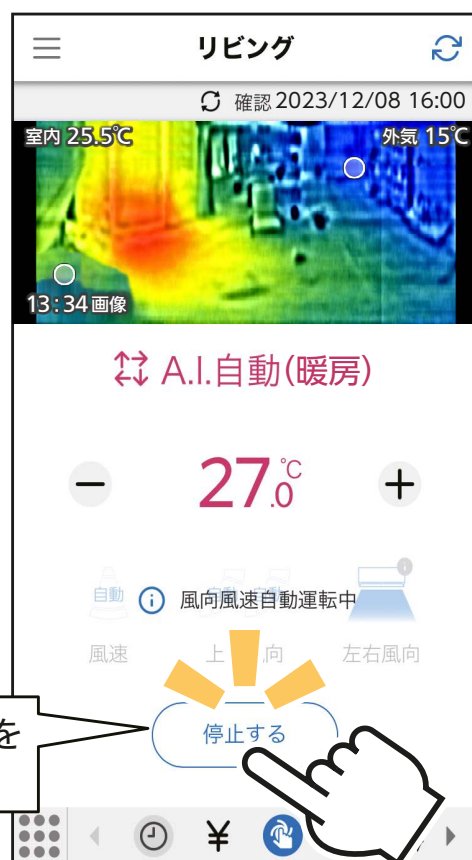 リビング
確認 2023/12/08 16:00
室内 25.5℃
外気 15℃
13:34 画像
A.I.自動(暖房)
27.0℃
自動
風向風速自動運転中
風速
上 向
左右風向
停止する
を
¥